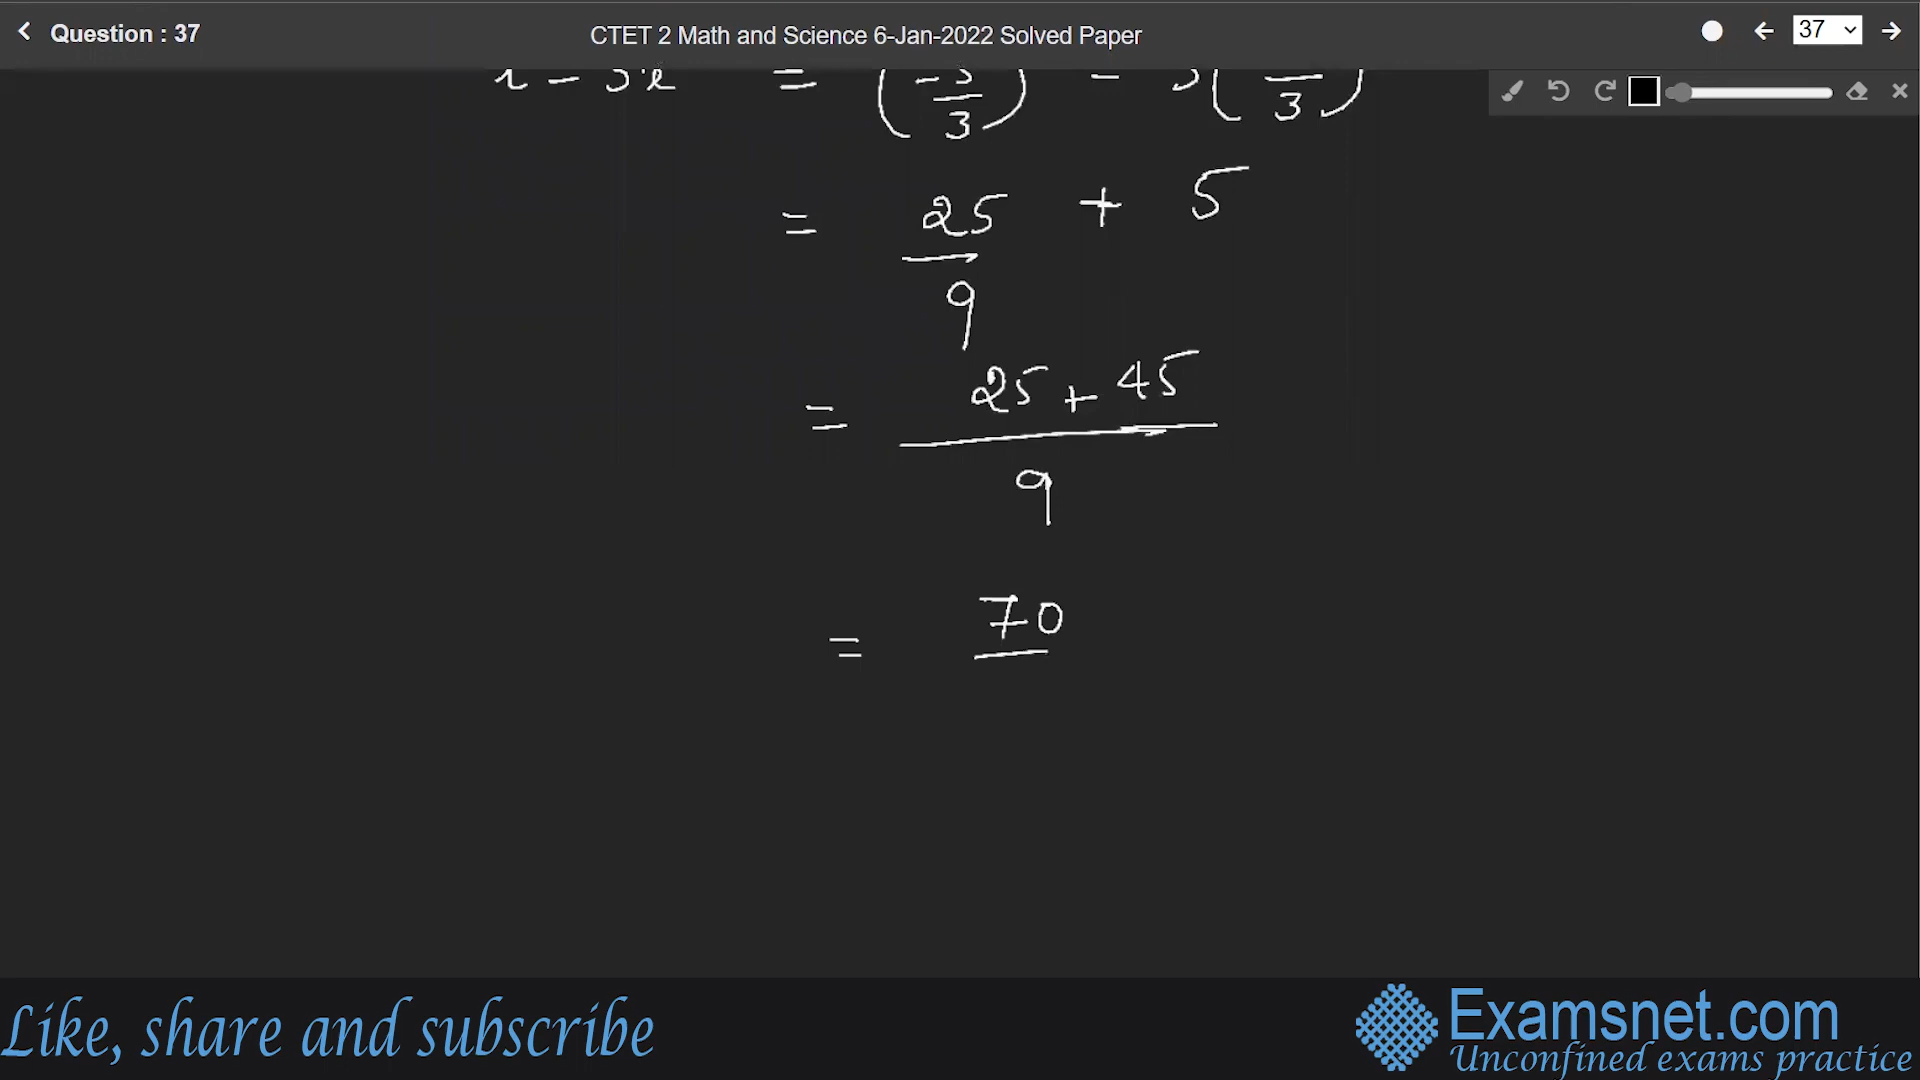 Question : 37
CTET 2 Math and Science 6-Jan-2022 Solved Paper
37
= 25/9 + 5
= 25 + 45
9
= 70
Like, share and subscribe
Examsnet.com
Unconfined exams practice